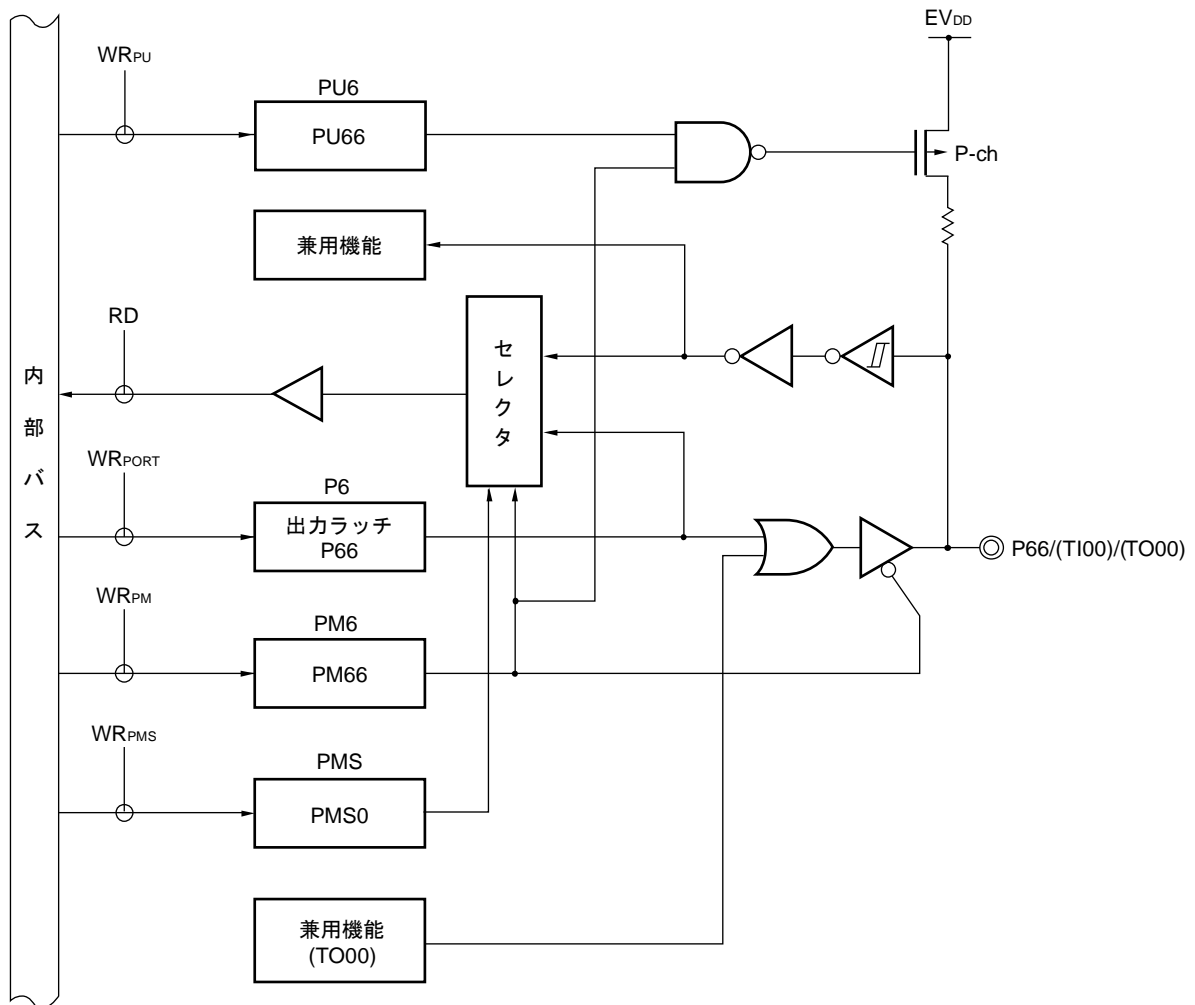 EVDD
WRPU
PU6
PU66
P-ch
兼用機能
RD
セレクタ
内部バス
WRPORT
P6
出力ラッチ
P66
P66/(TI00)/(TO00)
WRPM
PM6
PM66
WRPMS
PMS
PMS0
兼用機能
(TO00)